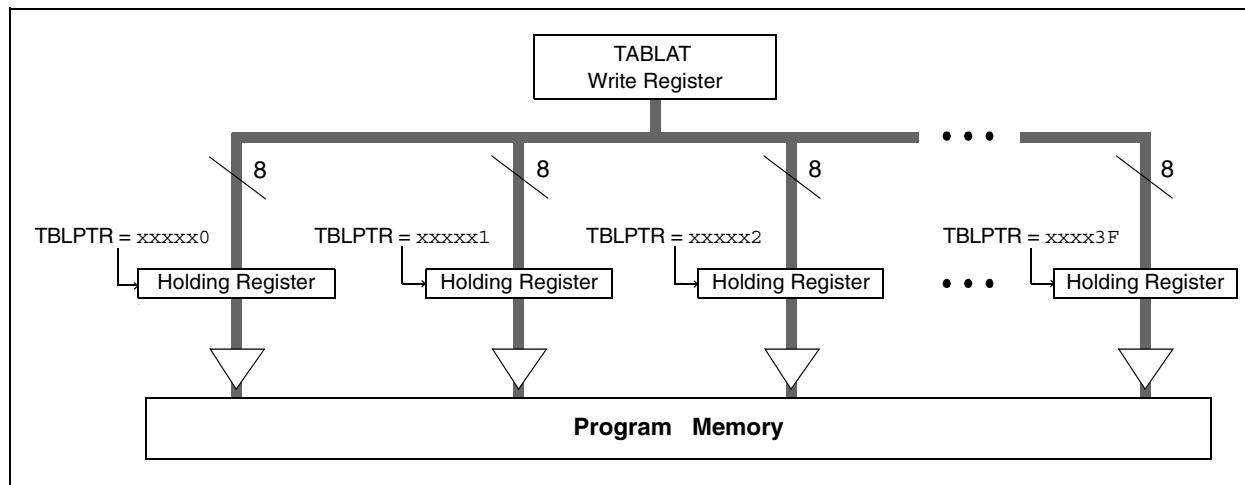 TABLAT
Write Register
8 8 8 8
TBLPTR = xxxxx0 TBLPTR = xxxxx1 TBLPTR = xxxxx2 TBLPTR = xxxx3F
Holding Register Holding Register Holding Register Holding Register
Program Memory